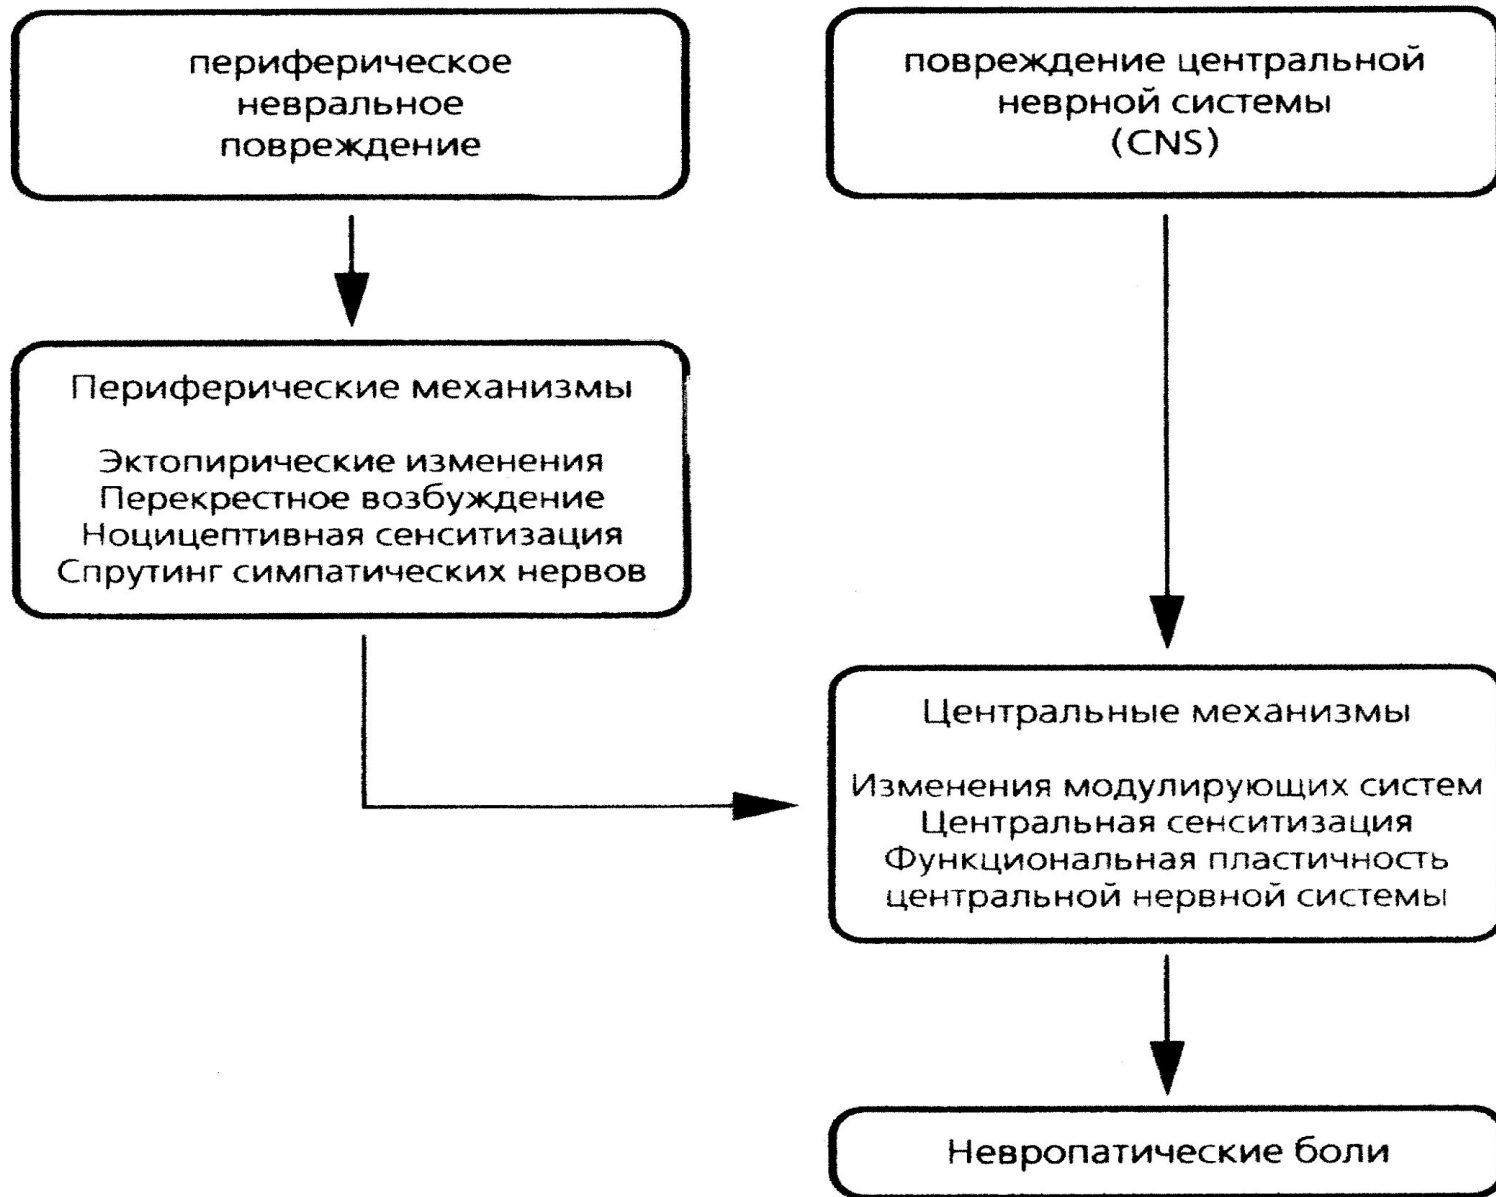 периферическое
невральное
повреждение
повреждение центральной
неврной системы
(CNS)
Периферические механизмы
Эктопирические изменения
Перекрестное возбуждение
Ноцицептивная сенситизация
Спрутинг симпатических нервов
Центральные механизмы
Изменения модулирующих систем
Центральная сенситизация
Функциональная пластичность
центральной нервной системы
Невропатические боли